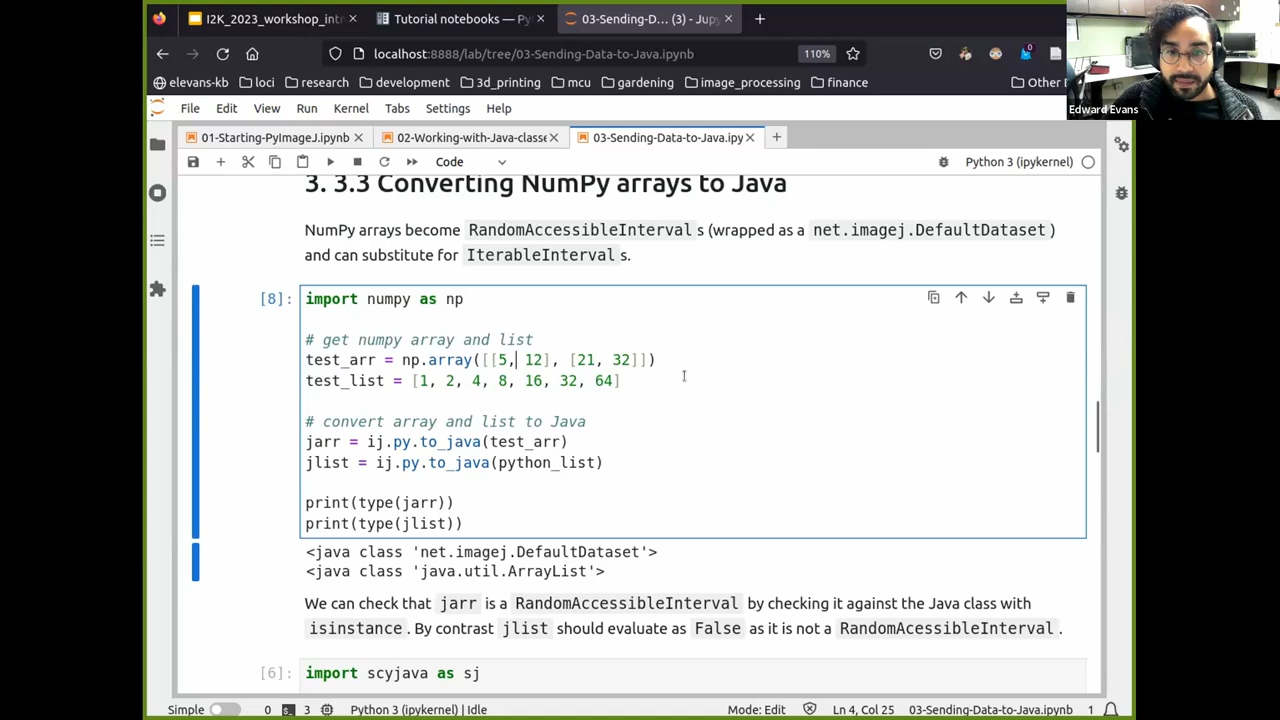 I2K_2023_workshop_intr
Tutorial notebooks — Py
03-Sending-D… (3) - Jupy
localhost:8888/lab/tree/03-Sending-Data-to-Java.ipynb
110%
elevans-kb
loci
research
development
3d_printing
mcu
gardening
image_processing
finance
Other B
Edward Evans
File Edit View Run Kernel Tabs Settings Help
01-Starting-PyImageJ.ipynb
02-Working-with-Java-classe
03-Sending-Data-to-Java.ipy
Code
Python 3 (ipykernel)
3. 3.3 Converting NumPy arrays to Java
NumPy arrays become RandomAccessibleIntervals (wrapped as a net.imagej.DefaultDataset)
and can substitute for IterableIntervals.
[8]:
import numpy as np
# get numpy array and list
test_arr = np.array([[5, 12], [21, 32]])
test_list = [1, 2, 4, 8, 16, 32, 64]
# convert array and list to Java
jarr = ij.py.to_java(test_arr)
jlist = ij.py.to_java(python_list)
print(type(jarr))
print(type(jlist))
<java class 'net.imagej.DefaultDataset'>
<java class 'java.util.ArrayList'>
We can check that jarr is a RandomAccessibleInterval by checking it against the Java class with
isinstance. By contrast jlist should evaluate as False as it is not a RandomAcessibleInterval.
[6]:
import scyjava as sj
Simple 0 3 Python 3 (ipykernel) | Idle Mode: Edit Ln 4, Col 25 03-Sending-Data-to-Java.ipynb 1